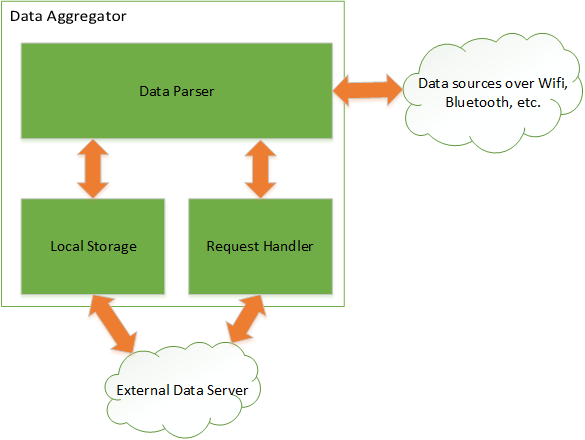 Data Aggregator
Data Parser
Data sources over Wifi,
Bluetooth, etc.
Local Storage
Request Handler
External Data Server